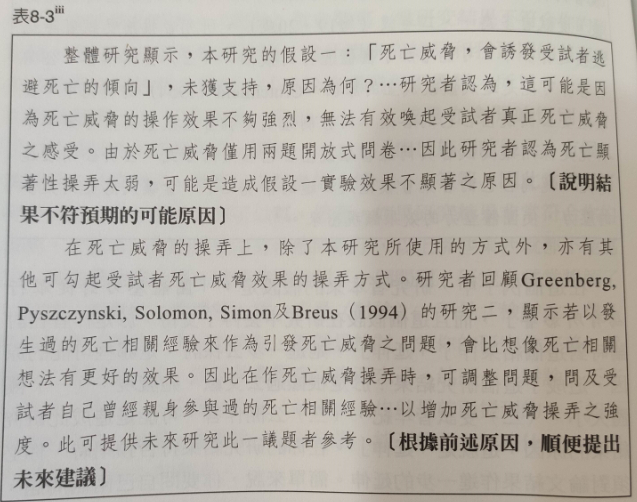 表8-3ⅲ
整體研究顯示，本研究的假設一：「死亡威脅，會誘發受試者逃
避死亡的傾向」，未獲支持，原因為何？…研究者認為，這可能是因
為死亡威脅的操作效果不夠強烈，無法有效喚起受試者真正死亡威脅
之感受。由於死亡威脅僅用兩題開放式問卷…因此研究者認為死亡顯
著性操弄太弱，可能是造成假設一實驗效果不顯著之原因。〔說明結
果不符預期的可能原因〕
在死亡威脅的操弄上，除了本研究所使用的方式外，亦有其
他可勾起受試者死亡威脅效果的操弄方式。研究者回顧Greenberg,
Pyszczynski, Solomon, Simon及Breus（1994）的研究二，顯示若以發
生過的死亡相關經驗來作為引發死亡威脅之問題，會比想像死亡相關
想法有更好的效果。因此在作死亡威脅操弄時，可調整問題，問及受
試者自己曾經親身參與過的死亡相關經驗…以增加死亡威脅操弄之強
度。此可提供未來研究此一議題者參考。〔根據前述原因，順便提出
未來建議〕